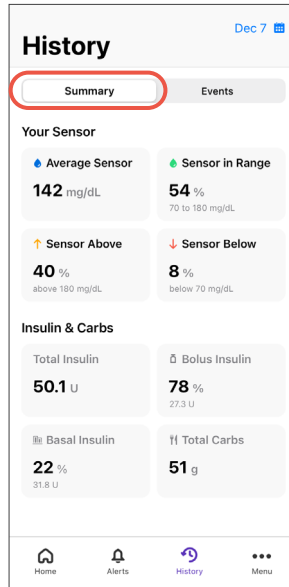 Dec 7
History
Summary
Events
Your Sensor
Average Sensor
142 mg/dL
Sensor in Range
54 %
70 to 180 mg/dL
Sensor Above
40 %
above 180 mg/dL
Sensor Below
8 %
below 70 mg/dL
Insulin & Carbs
Total Insulin
50.1 U
Bolus Insulin
78 %
27.3 U
Basal Insulin
22 %
31.8 U
Total Carbs
51 g
Home
Alerts
History
Menu